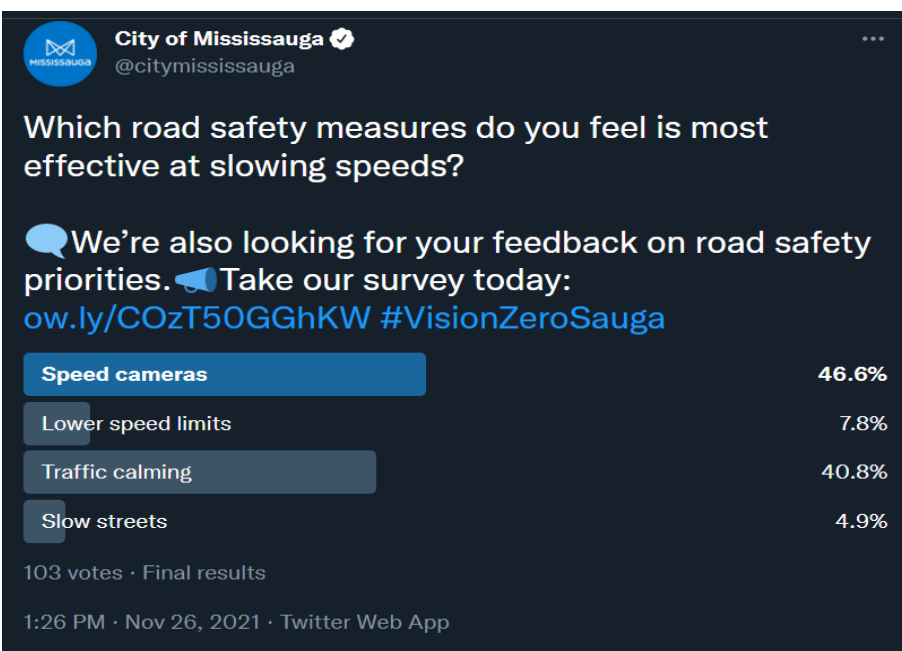 City of Mississauga
@citymississauga
MISSISSAUGA
Which road safety measures do you feel is most
effective at slowing speeds?
💬We're also looking for your feedback on road safety
priorities.📣Take our survey today:
ow.ly/COzT50GGhKW #VisionZeroSauga
Speed cameras 46.6%
Lower speed limits 7.8%
Traffic calming 40.8%
Slow streets 4.9%
103 votes · Final results
1:26 PM · Nov 26, 2021 · Twitter Web App